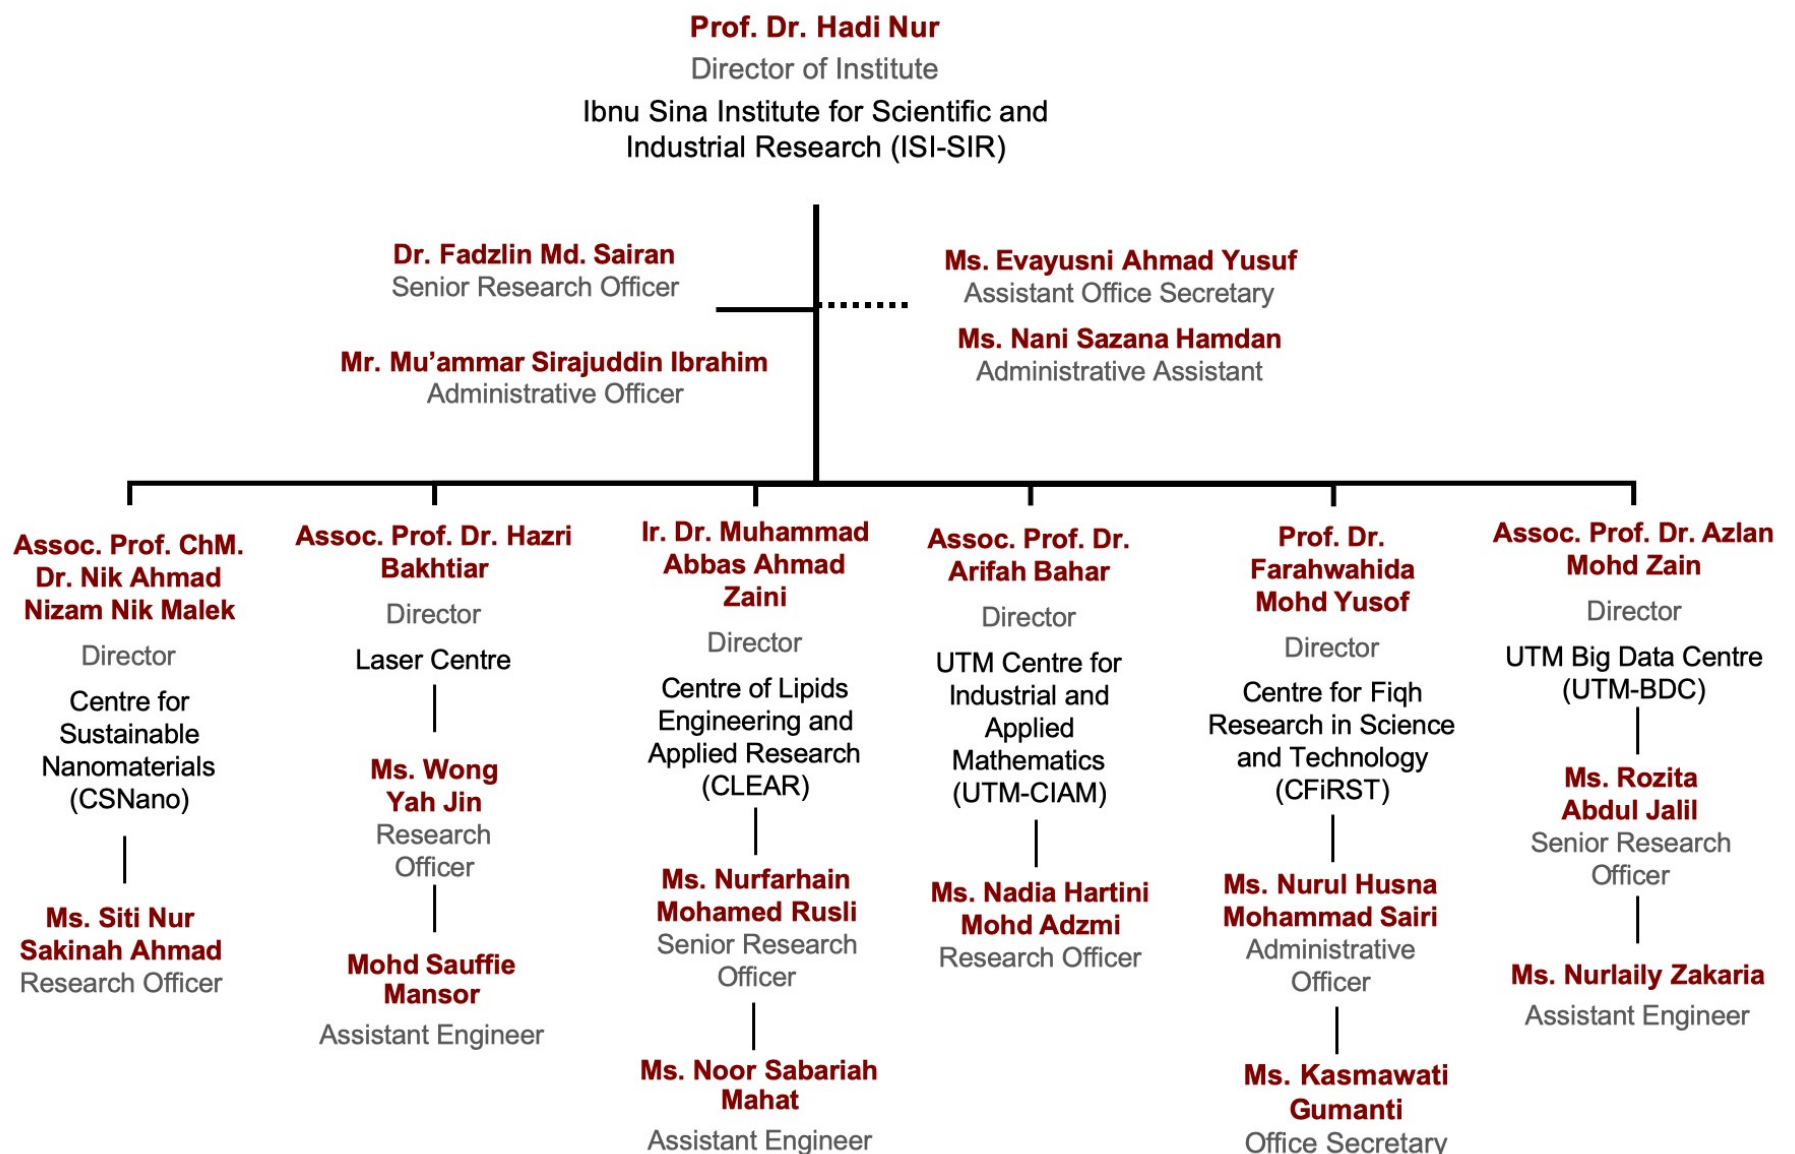 Prof. Dr. Hadi Nur
Director of Institute
Ibnu Sina Institute for Scientific and
Industrial Research (ISI-SIR)
Dr. Fadzlin Md. Sairan
Senior Research Officer
Mr. Mu’ammar Sirajuddin Ibrahim
Administrative Officer
Ms. Evayusni Ahmad Yusuf
Assistant Office Secretary
Ms. Nani Sazana Hamdan
Administrative Assistant
Assoc. Prof. ChM.
Dr. Nik Ahmad
Nizam Nik Malek
Director
Centre for
Sustainable
Nanomaterials
(CSNano)
Ms. Siti Nur
Sakinah Ahmad
Research Officer
Assoc. Prof. Dr. Hazri
Bakhtiar
Director
Laser Centre
Ms. Wong
Yah Jin
Research
Officer
Mohd Sauffie
Mansor
Assistant Engineer
Ir. Dr. Muhammad
Abbas Ahmad
Zaini
Director
Centre of Lipids
Engineering and
Applied Research
(CLEAR)
Ms. Nurfarhain
Mohamed Rusli
Senior Research
Officer
Ms. Noor Sabariah
Mahat
Assistant Engineer
Assoc. Prof. Dr.
Arifah Bahar
Director
UTM Centre for
Industrial and
Applied
Mathematics
(UTM-CIAM)
Ms. Nadia Hartini
Mohd Adzmi
Research Officer
Prof. Dr.
Farahwahida
Mohd Yusof
Director
Centre for Fiqh
Research in Science
and Technology
(CFiRST)
Ms. Nurul Husna
Mohammad Sairi
Administrative
Officer
Ms. Kasmawati
Gumanti
Office Secretary
Assoc. Prof. Dr. Azlan
Mohd Zain
Director
UTM Big Data Centre
(UTM-BDC)
Ms. Rozita
Abdul Jalil
Senior Research
Officer
Ms. Nurlaily Zakaria
Assistant Engineer